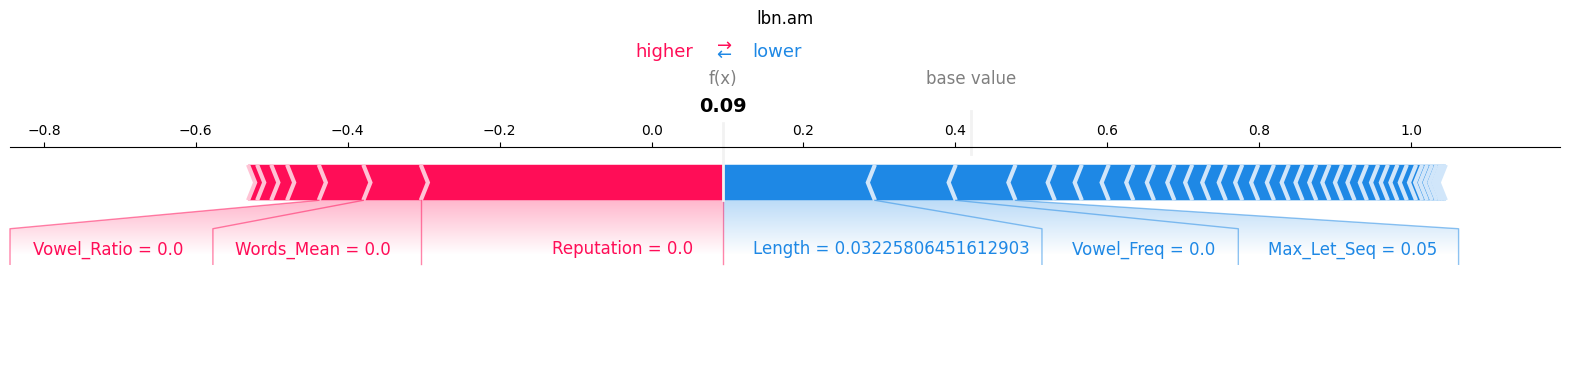 lbn.am
higher → ← lower
f(x) base value
0.09
−0.8 −0.6 −0.4 −0.2 0.0 0.2 0.4 0.6 0.8 1.0
Vowel_Ratio = 0.0 Words_Mean = 0.0 Reputation = 0.0 Length = 0.03225806451612903 Vowel_Freq = 0.0 Max_Let_Seq = 0.05